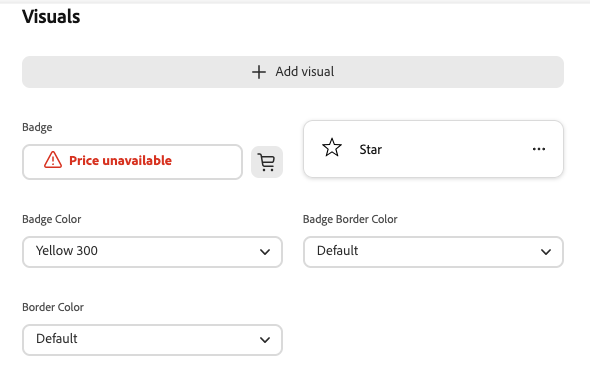 Visuals
Add visual
Badge
Price unavailable
Star
Badge Color
Badge Border Color
Yellow 300
Default
Border Color
Default